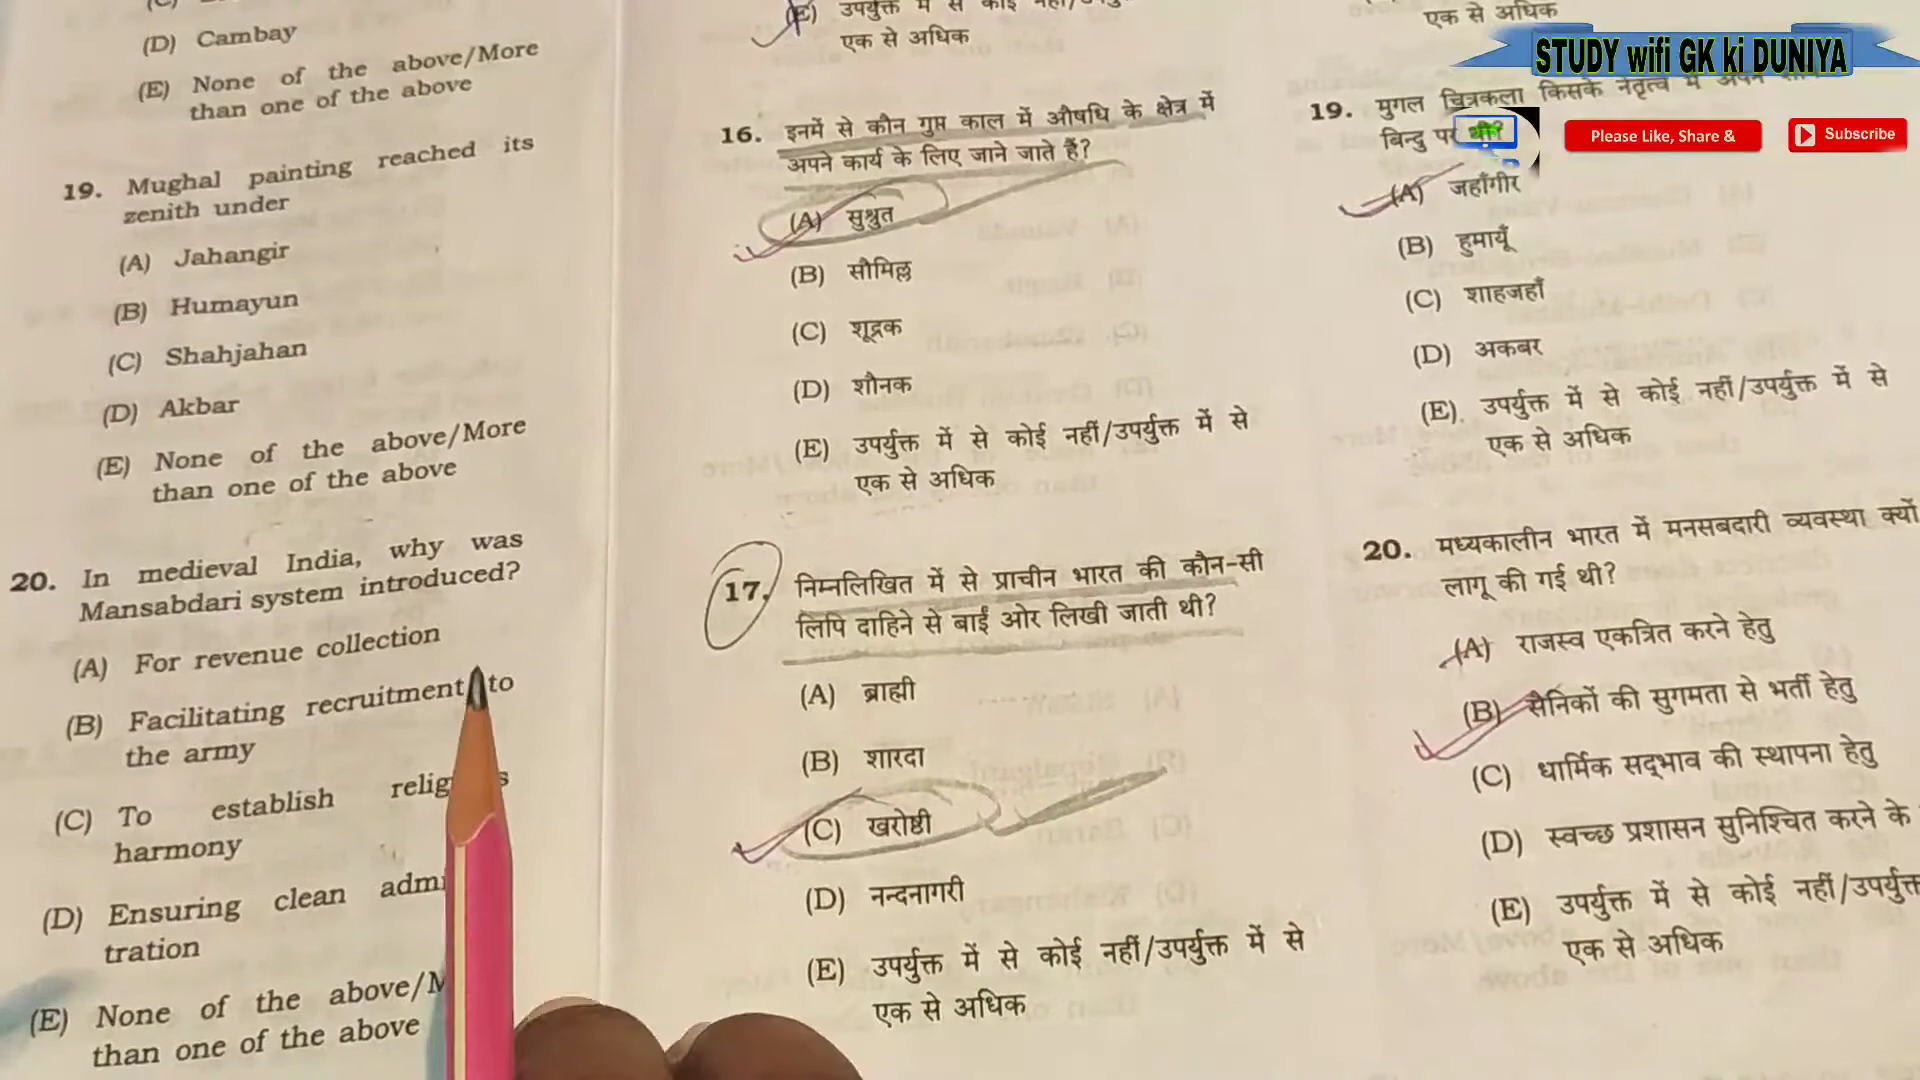 (D) Cambay
(E) None of the above/More
than one of the above
19. Mughal painting reached its
zenith under
(A) Jahangir
(B) Humayun
(C) Shahjahan
(D) Akbar
(E) None of the above/More
than one of the above
20. In medieval India, why was
Mansabdari system introduced?
(A) For revenue collection
(B) Facilitating recruitment to
the army
(C) To establish
harmony
(D) Ensuring clean
tration
(E) None of the above/
than one of the above
एक से अधिक
16. इनमें से कौन गुप्त काल में औषधि के क्षेत्र में
अपने कार्य के लिए जाने जाते हैं?
(A) सुश्रुत
(B) सौमिल्ल
(C) शूद्रक
(D) शौनक
(E) उपर्युक्त में से कोई नहीं/उपर्युक्त में से
एक से अधिक
17. निम्नलिखित में से प्राचीन भारत की कौन-सी
लिपि दाहिने से बाईं ओर लिखी जाती थी?
(A) ब्राह्मी
(B) शारदा
(C) खरोष्ठी
(D) नन्दनागरी
(E) उपर्युक्त में से कोई नहीं/उपर्युक्त में से
एक से अधिक
एक से अधिक
STUDY wifi GK ki DUNIYA
19. मुगल चित्रकला किसके नेतृत्व में अपने
बिन्दु पर थी?
Please Like, Share &
Subscribe
(A) जहाँगीर
(B) हुमायूँ
(C) शाहजहाँ
(D) अकबर
(E) उपर्युक्त में से कोई नहीं/उपर्युक्त में से
एक से अधिक
20. मध्यकालीन भारत में मनसबदारी व्यवस्था क्यों
लागू की गई थी?
(A) राजस्व एकत्रित करने हेतु
(B) सैनिकों की सुगमता से भर्ती हेतु
(C) धार्मिक सद्‌भाव की स्थापना हेतु
(D) स्वच्छ प्रशासन सुनिश्चित करने के
(E) उपर्युक्त में से कोई नहीं/उपर्युक्त
एक से अधिक